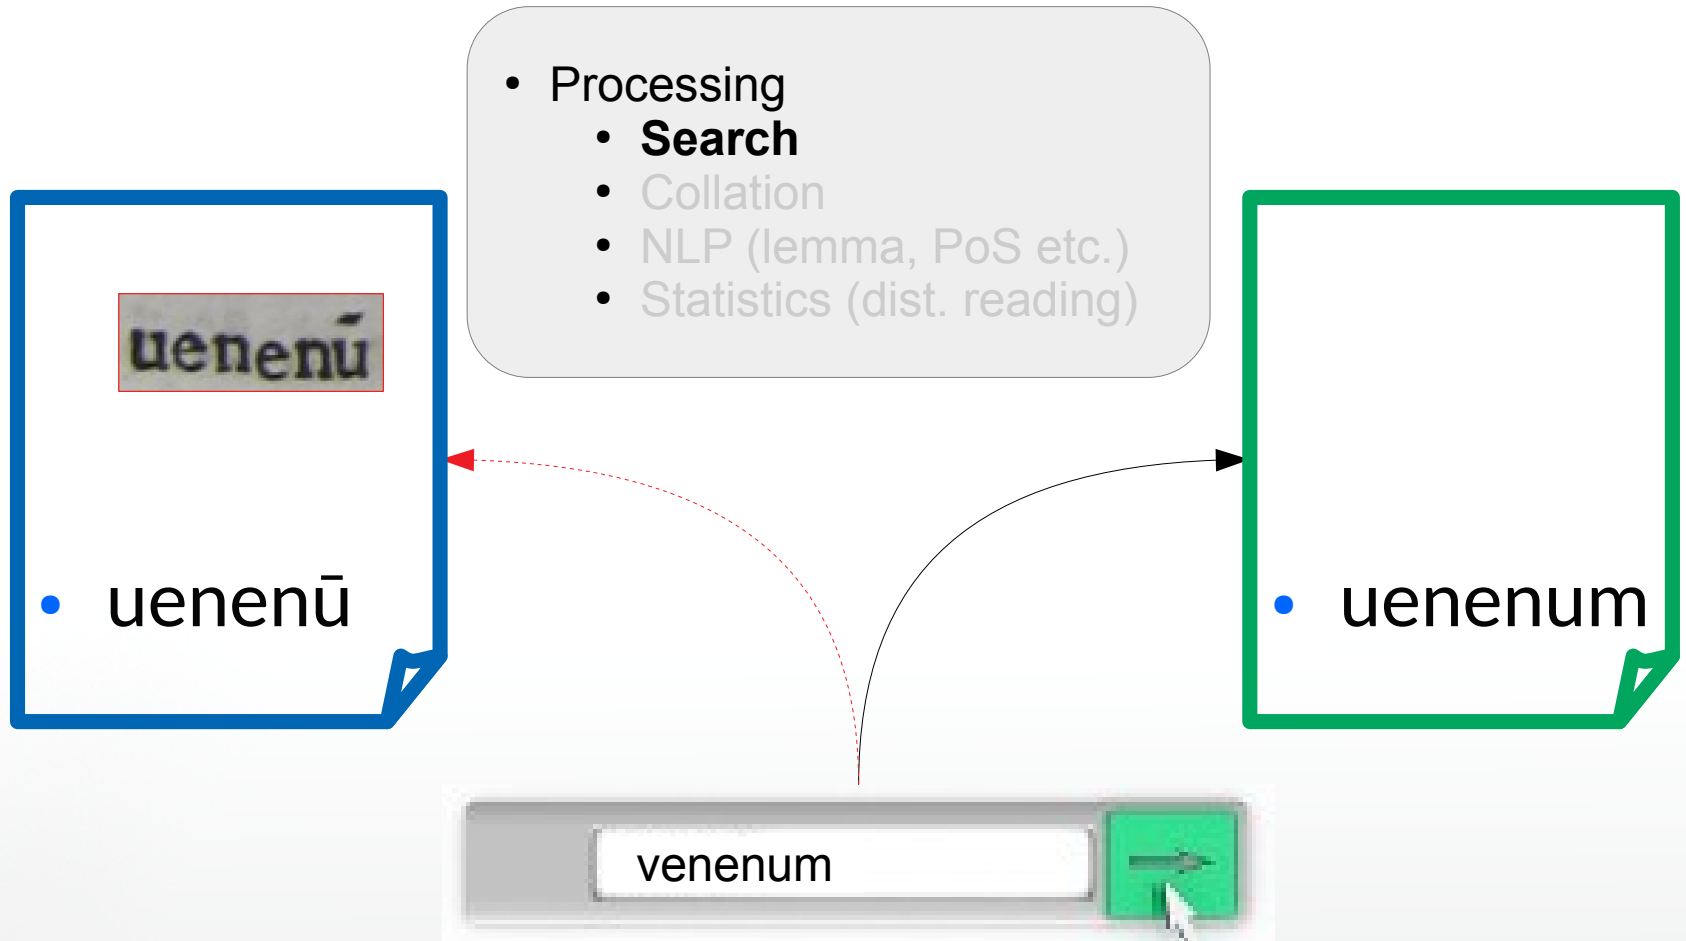 • Processing
• Search
• Collation
• NLP (lemma, PoS etc.)
• Statistics (dist. reading)
uenenū
• uenenū
• uenenum
venenum